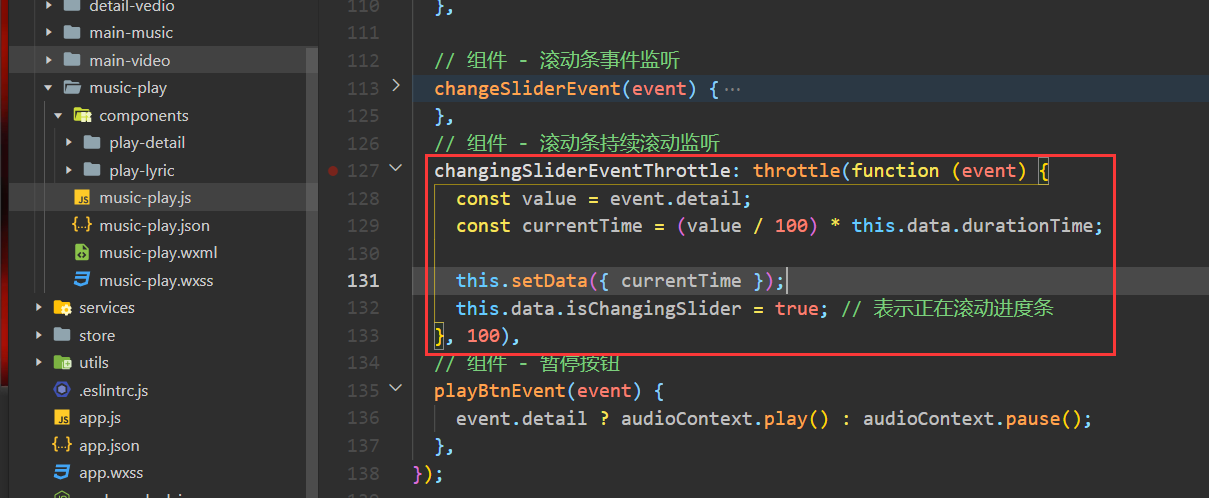 detail-vedio
main-music
main-video
music-play
components
play-detail
play-lyric
JS music-play.js
{..} music-play.json
music-play.wxml
music-play.wxss
services
store
utils
.eslintrc.js
JS app.js
{..} app.json
app.wxss
110 },
111
112 // 组件 - 滚动条事件监听
113 changeSliderEvent(event) { ···
125 },
126 // 组件 - 滚动条持续滚动监听
127 changingSliderEventThrottle: throttle(function (event) {
128 const value = event.detail;
129 const currentTime = (value / 100) * this.data.durationTime;
130
131 this.setData({ currentTime });
132 this.data.isChangingSlider = true; // 表示正在滚动进度条
133 }, 100),
134 // 组件 - 暂停按钮
135 playBtnEvent(event) {
136 event.detail ? audioContext.play() : audioContext.pause();
137 },
138 });